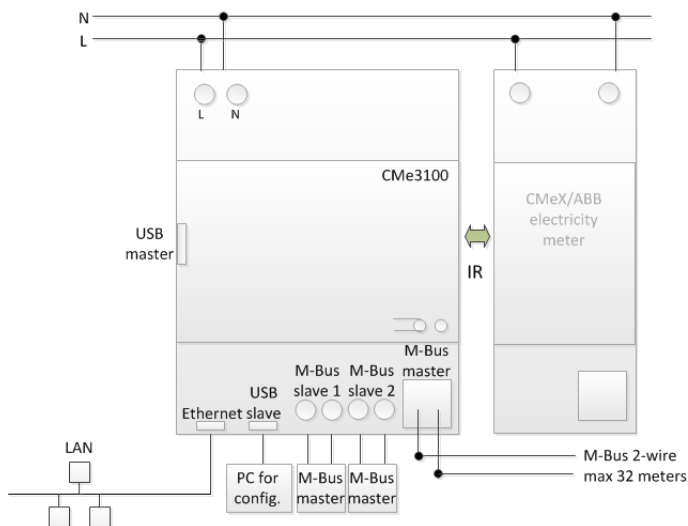 N
L
L N
CMe3100
CMeX/ABB
electricity
meter
USB
master
IR
M-Bus
master
M-Bus
slave 1
M-Bus
slave 2
USB
slave
Ethernet
LAN
PC for
config.
M-Bus
master
M-Bus
master
M-Bus 2-wire
max 32 meters